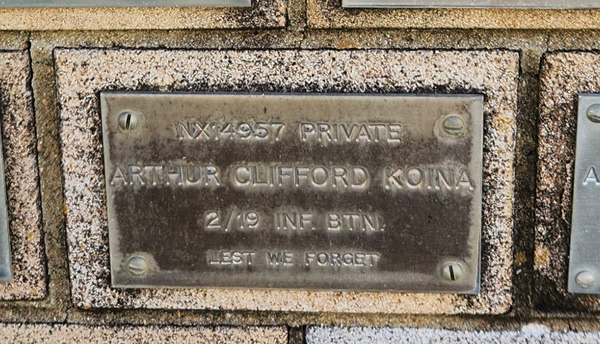 NX14957 PRIVATE
ARTHUR CLIFFORD KOINA
2/19 INF. BTN.
LEST WE FORGET
A